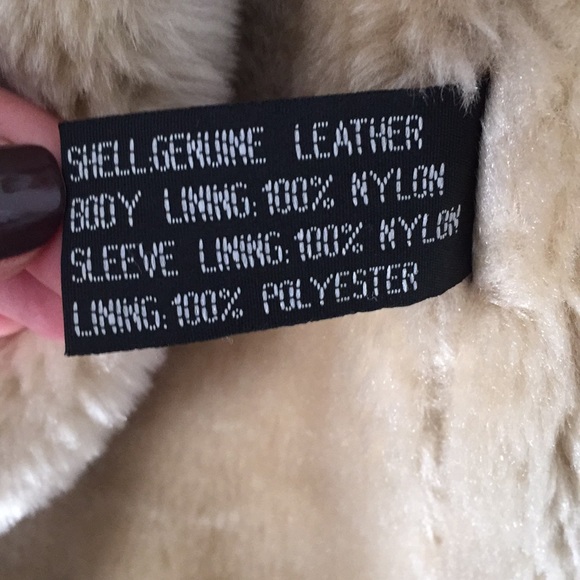 SHELL:GENUINE LEATHER
BODY LINING:100% NYLON
SLEEVE LINING:100% NYLON
LINING:100% POLYESTER